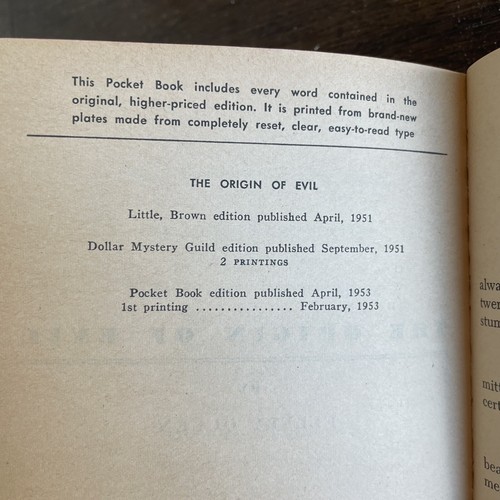 This Pocket Book includes every word contained in the
original, higher-priced edition. It is printed from brand-new
plates made from completely reset, clear, easy-to-read type
THE ORIGIN OF EVIL
Little, Brown edition published April, 1951
Dollar Mystery Guild edition published September, 1951
2 PRINTINGS
Pocket Book edition published April, 1953
1st printing ................ February, 1953